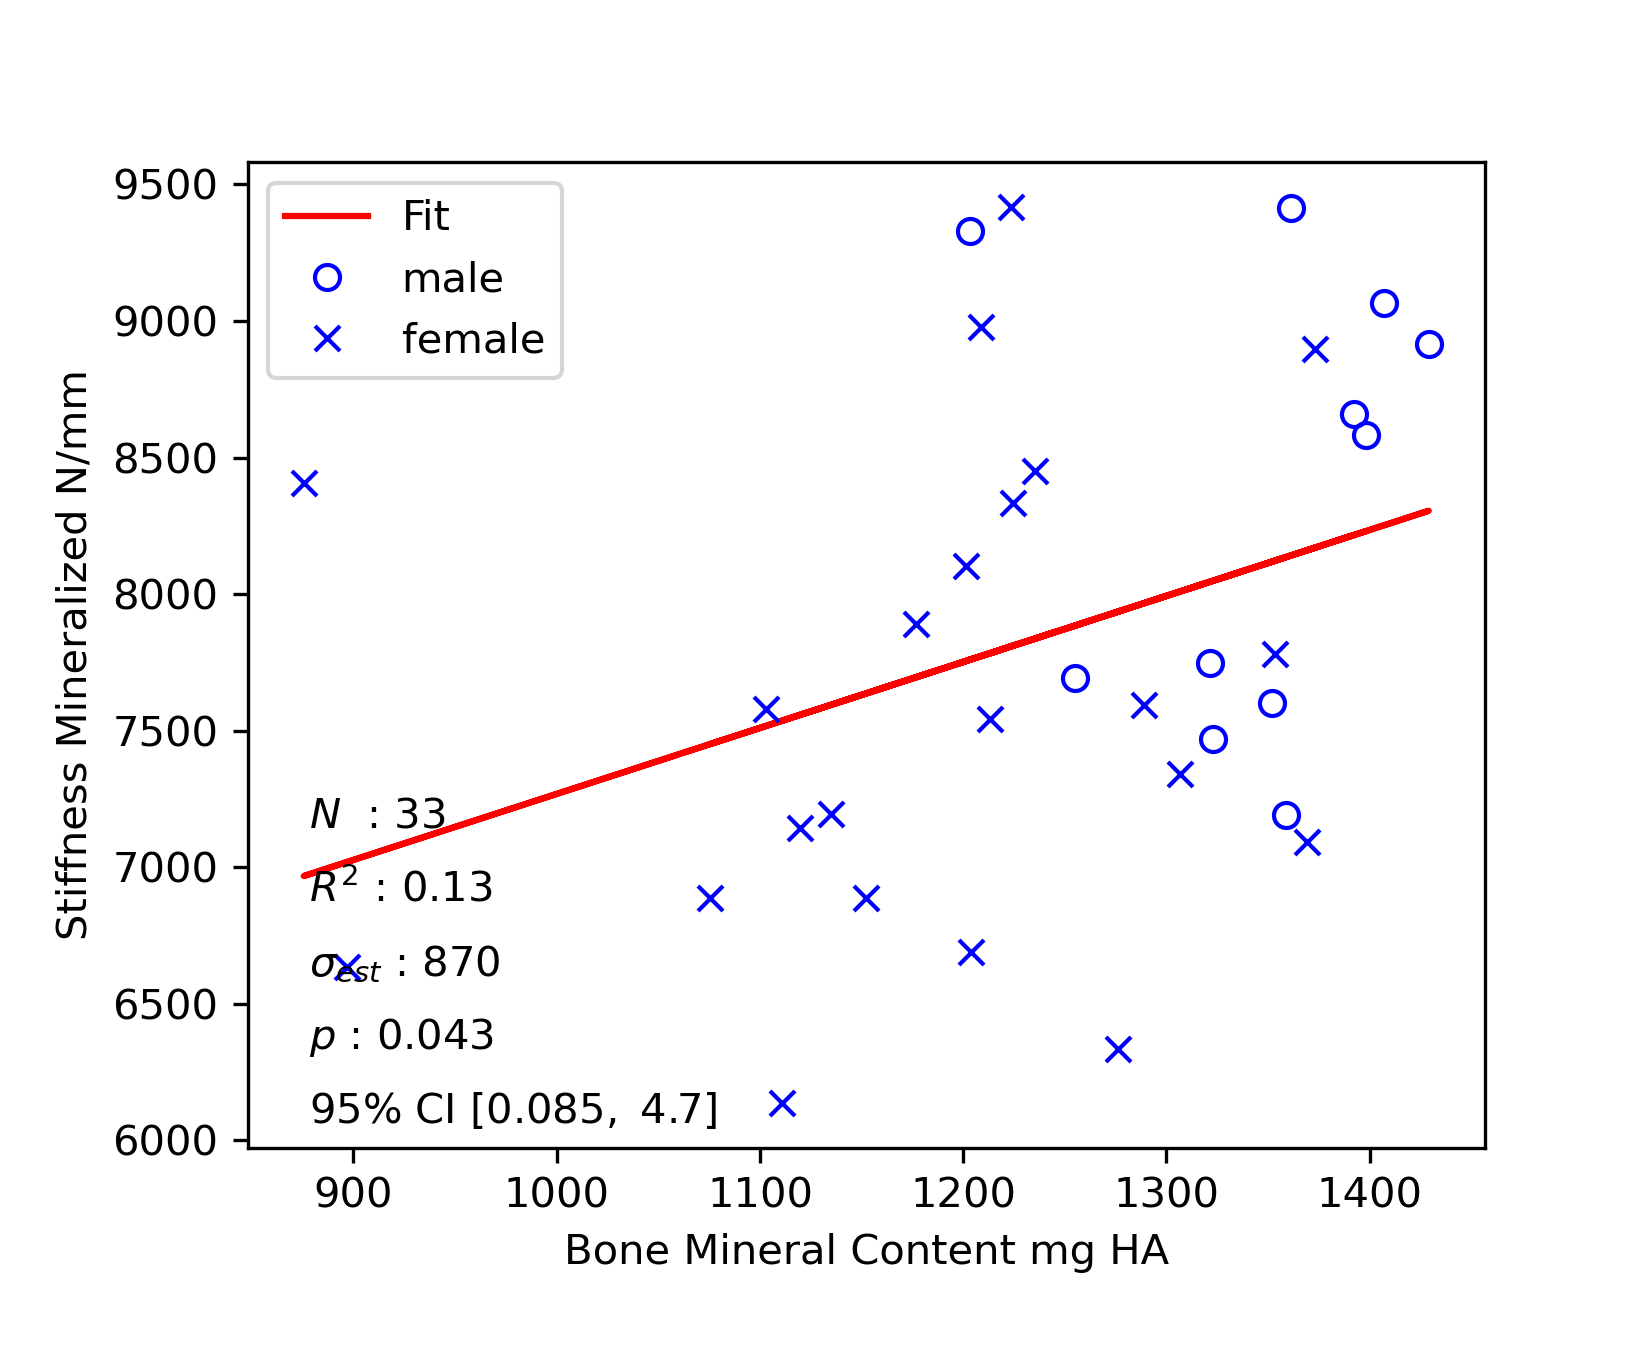 9500
9000
8500
8000
7500
7000
6500
6000
Stiffness Mineralized N/mm
Fit
male
female
N : 33
R² : 0.13
σest : 870
p : 0.043
95% CI [0.085, 4.7]
900 1000 1100 1200 1300 1400
Bone Mineral Content mg HA